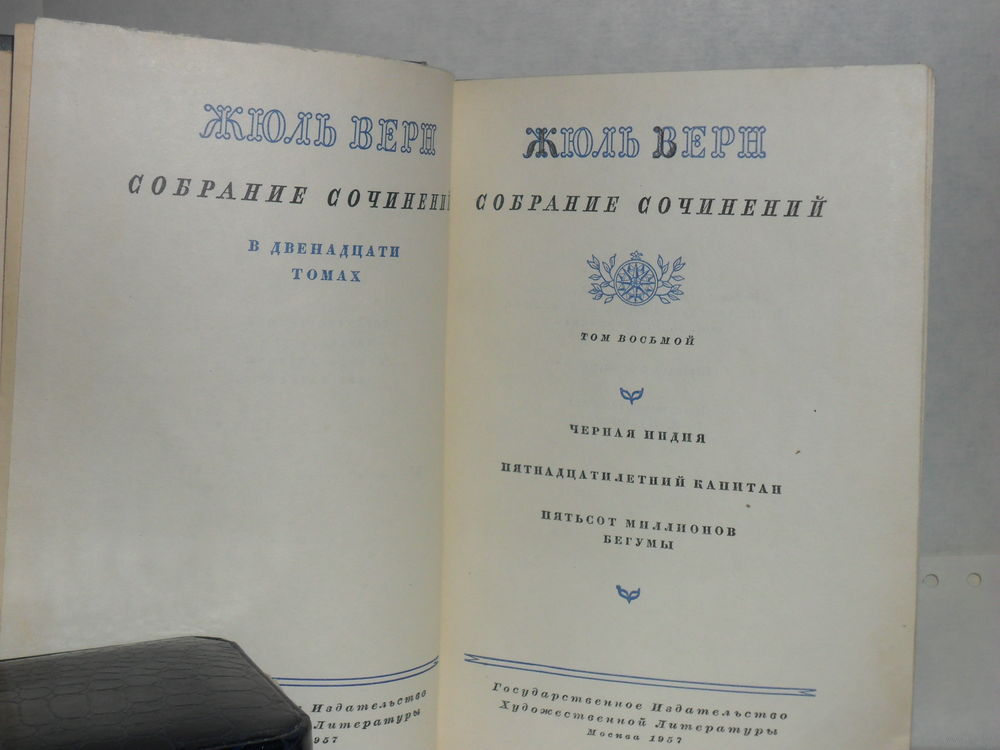 ЖЮЛЬ ВЕРН
СОБРАНИЕ СОЧИНЕНИЙ
В ДВЕНАДЦАТИ
ТОМАХ
Издательство
Литературы
1957
ЖЮЛЬ ВЕРН
СОБРАНИЕ СОЧИНЕНИЙ
ТОМ ВОСЬМОЙ
ЧЕРНАЯ ИНДИЯ
ПЯТНАДЦАТИЛЕТНИЙ КАПИТАН
ПЯТЬСОТ МИЛЛИОНОВ
БЕГУМЫ
Государственное Издательство
Художественной Литературы
Москва 1957